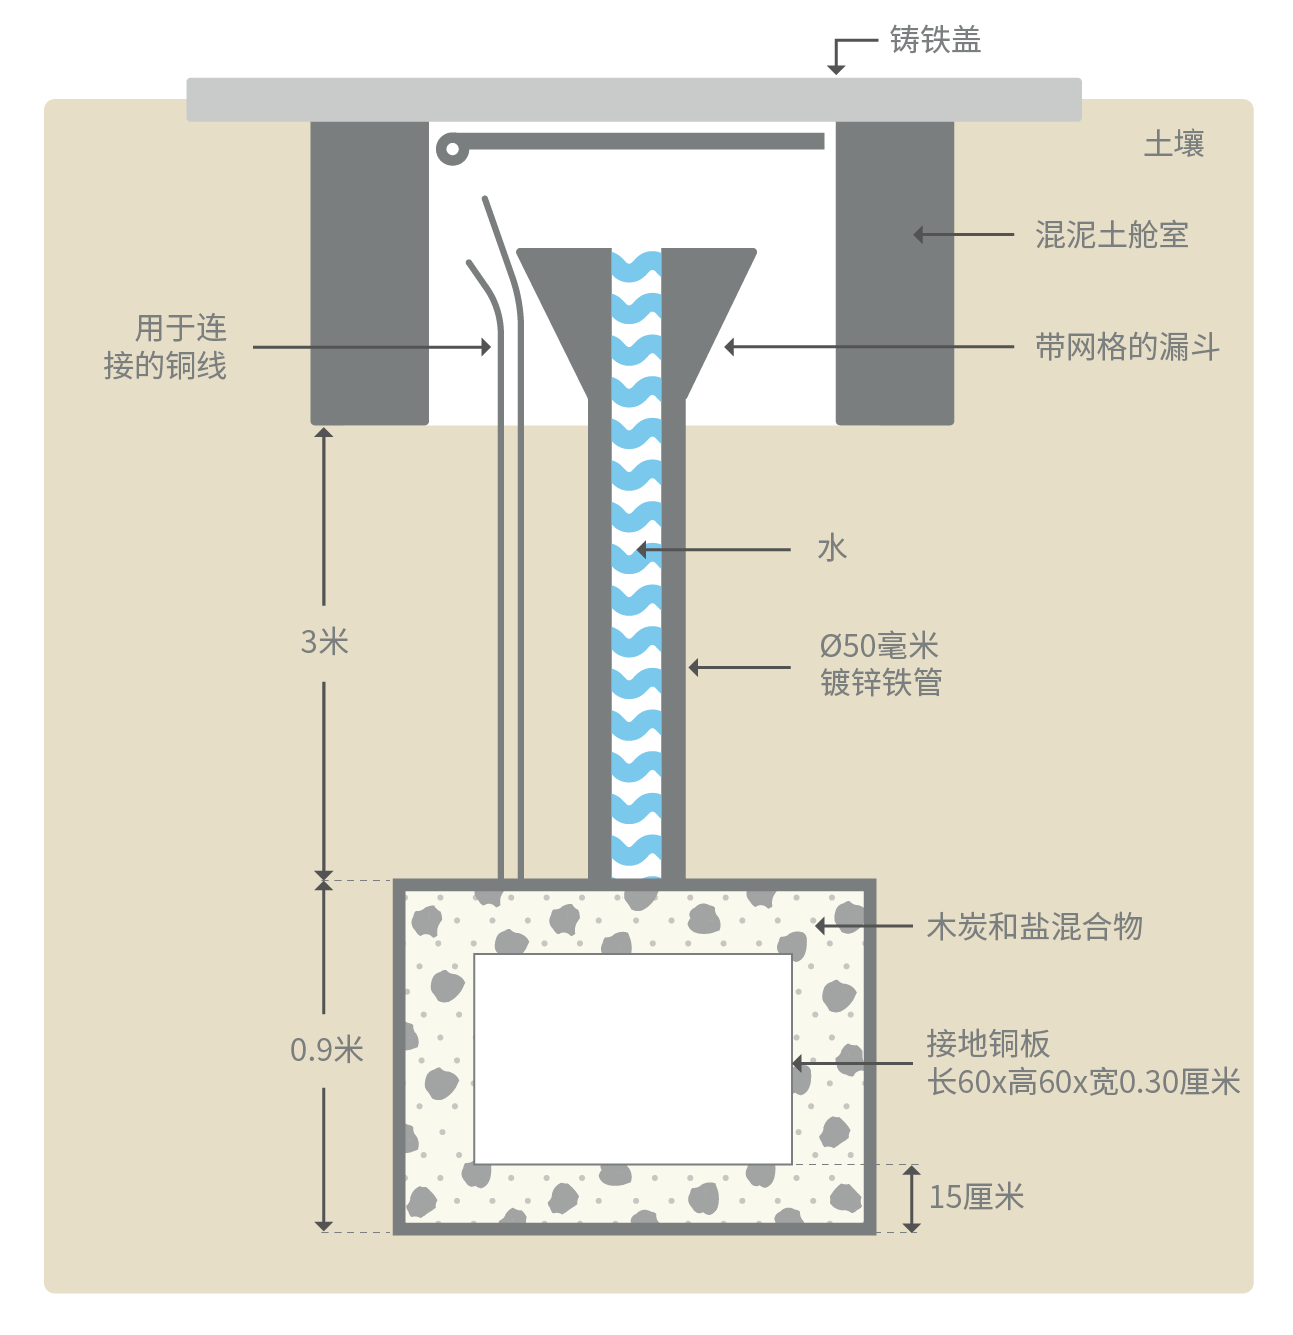 铸铁盖
土壤
混泥土舱室
用于连
接的铜线
带网格的漏斗
水
3米
Ø50毫米
镀锌铁管
木炭和盐混合物
0.9米
接地铜板
长60x高60x宽0.30厘米
15厘米